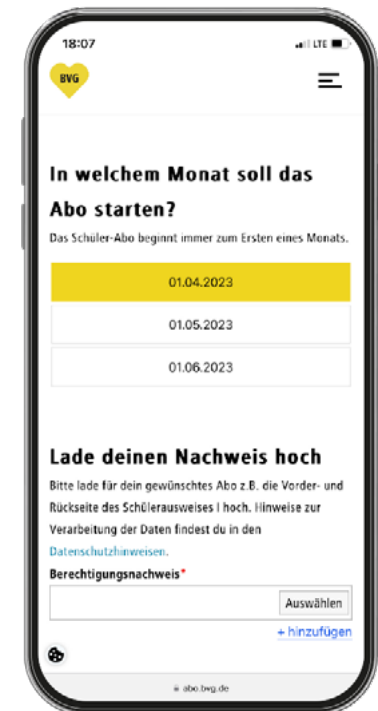 18:07
LTE
BVG
In welchem Monat soll das
Abo starten?
Das Schüler-Abo beginnt immer zum Ersten eines Monats.
01.04.2023
01.05.2023
01.06.2023
Lade deinen Nachweis hoch
Bitte lade für dein gewünschtes Abo z.B. die Vorder- und
Rückseite des Schülerausweises I hoch. Hinweise zur
Verarbeitung der Daten findest du in den
Datenschutzhinweisen.
Berechtigungsnachweis*
Auswählen
+ hinzufügen
abo.bvg.de